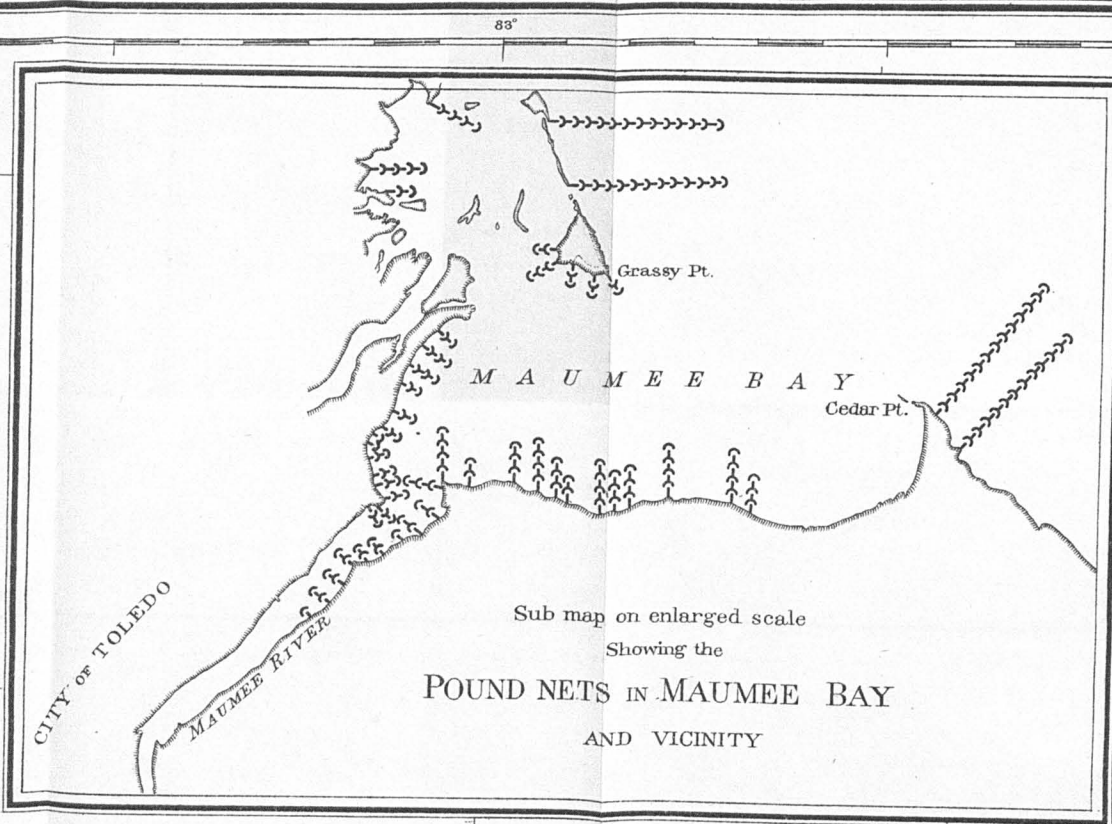 83°
Grassy Pt.
MAUMEE BAY
Cedar Pt.
CITY OF TOLEDO
MAUMEE RIVER
Sub map on enlarged scale
Showing the
POUND NETS IN MAUMEE BAY
AND VICINITY